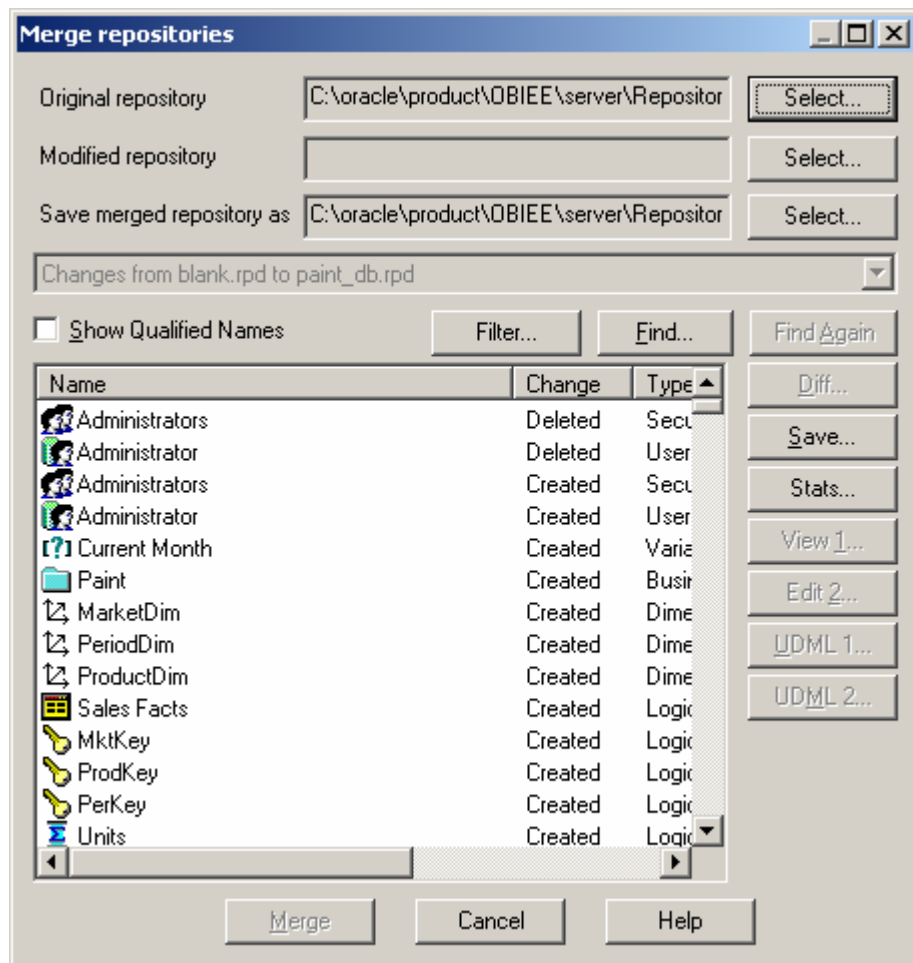 Merge repositories
Original repository C:\oracle\product\OBIEE\server\Repositor Select...
Modified repository Select...
Save merged repository as C:\oracle\product\OBIEE\server\Repositor Select...
Changes from blank.rpd to paint_db.rpd
Show Qualified Names Filter... Find... Find Again
Name Change Type Diff...
Administrators Deleted Secu
Administrator Deleted User Save...
Administrators Created Secu
Administrator Created User Stats...
[?] Current Month Created Varia View 1...
Paint Created Busin Edit 2...
MarketDim Created Dime
PeriodDim Created Dime UDML 1...
ProductDim Created Dime
Sales Facts Created Logic UDML 2...
MktKey Created Logic
ProdKey Created Logic
PerKey Created Logic
Σ Units Created Logic
Merge Cancel Help